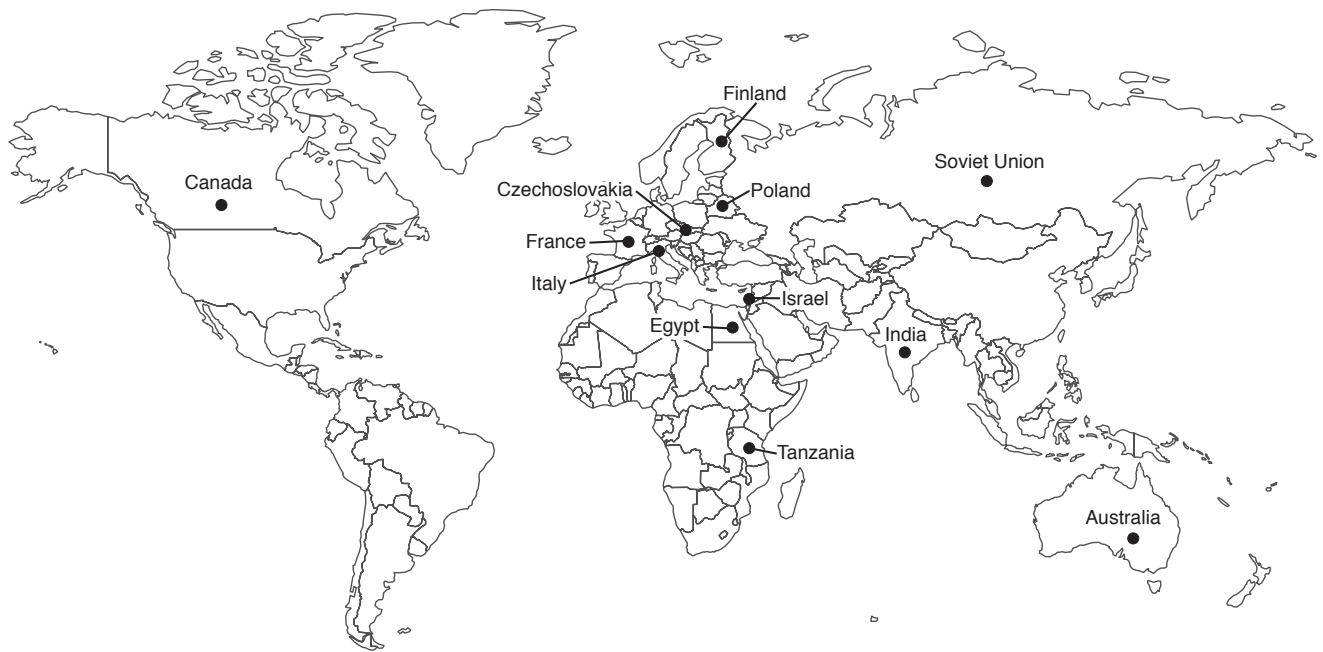 Finland
Soviet Union
Canada
Czechoslovakia
Poland
France
Italy
Israel
Egypt
India
Tanzania
Australia